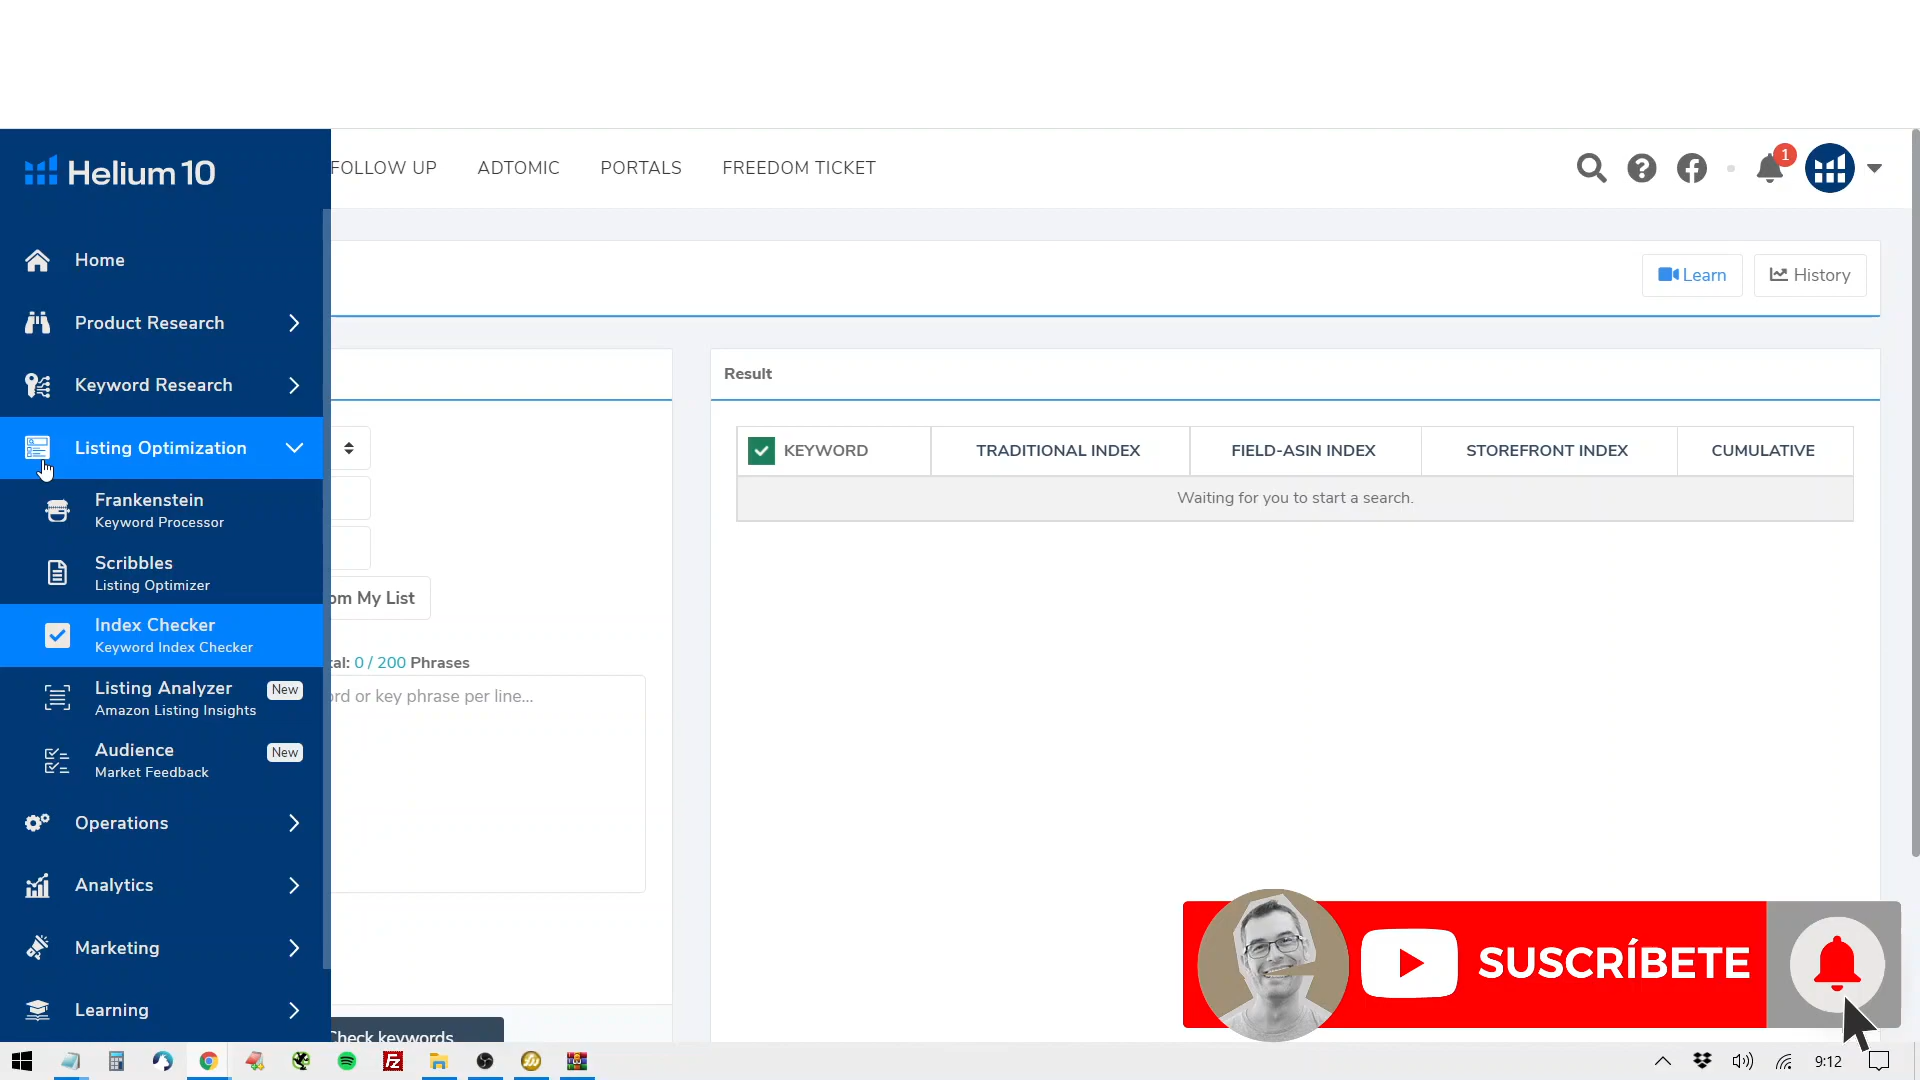 Helium 10
FOLLOW UP
ADTOMIC
PORTALS
FREEDOM TICKET
1
Home
Product Research
Keyword Research
Listing Optimization
Frankenstein
Keyword Processor
Scribbles
Listing Optimizer
Index Checker
Keyword Index Checker
Listing Analyzer
New
Amazon Listing Insights
Audience
New
Market Feedback
Operations
Analytics
Marketing
Learning
Learn
History
om My List
tal: 0 / 200 Phrases
ord or key phrase per line...
Check keywords
Result
KEYWORD
TRADITIONAL INDEX
FIELD-ASIN INDEX
STOREFRONT INDEX
CUMULATIVE
Waiting for you to start a search.
SUSCRÍBETE
9:12